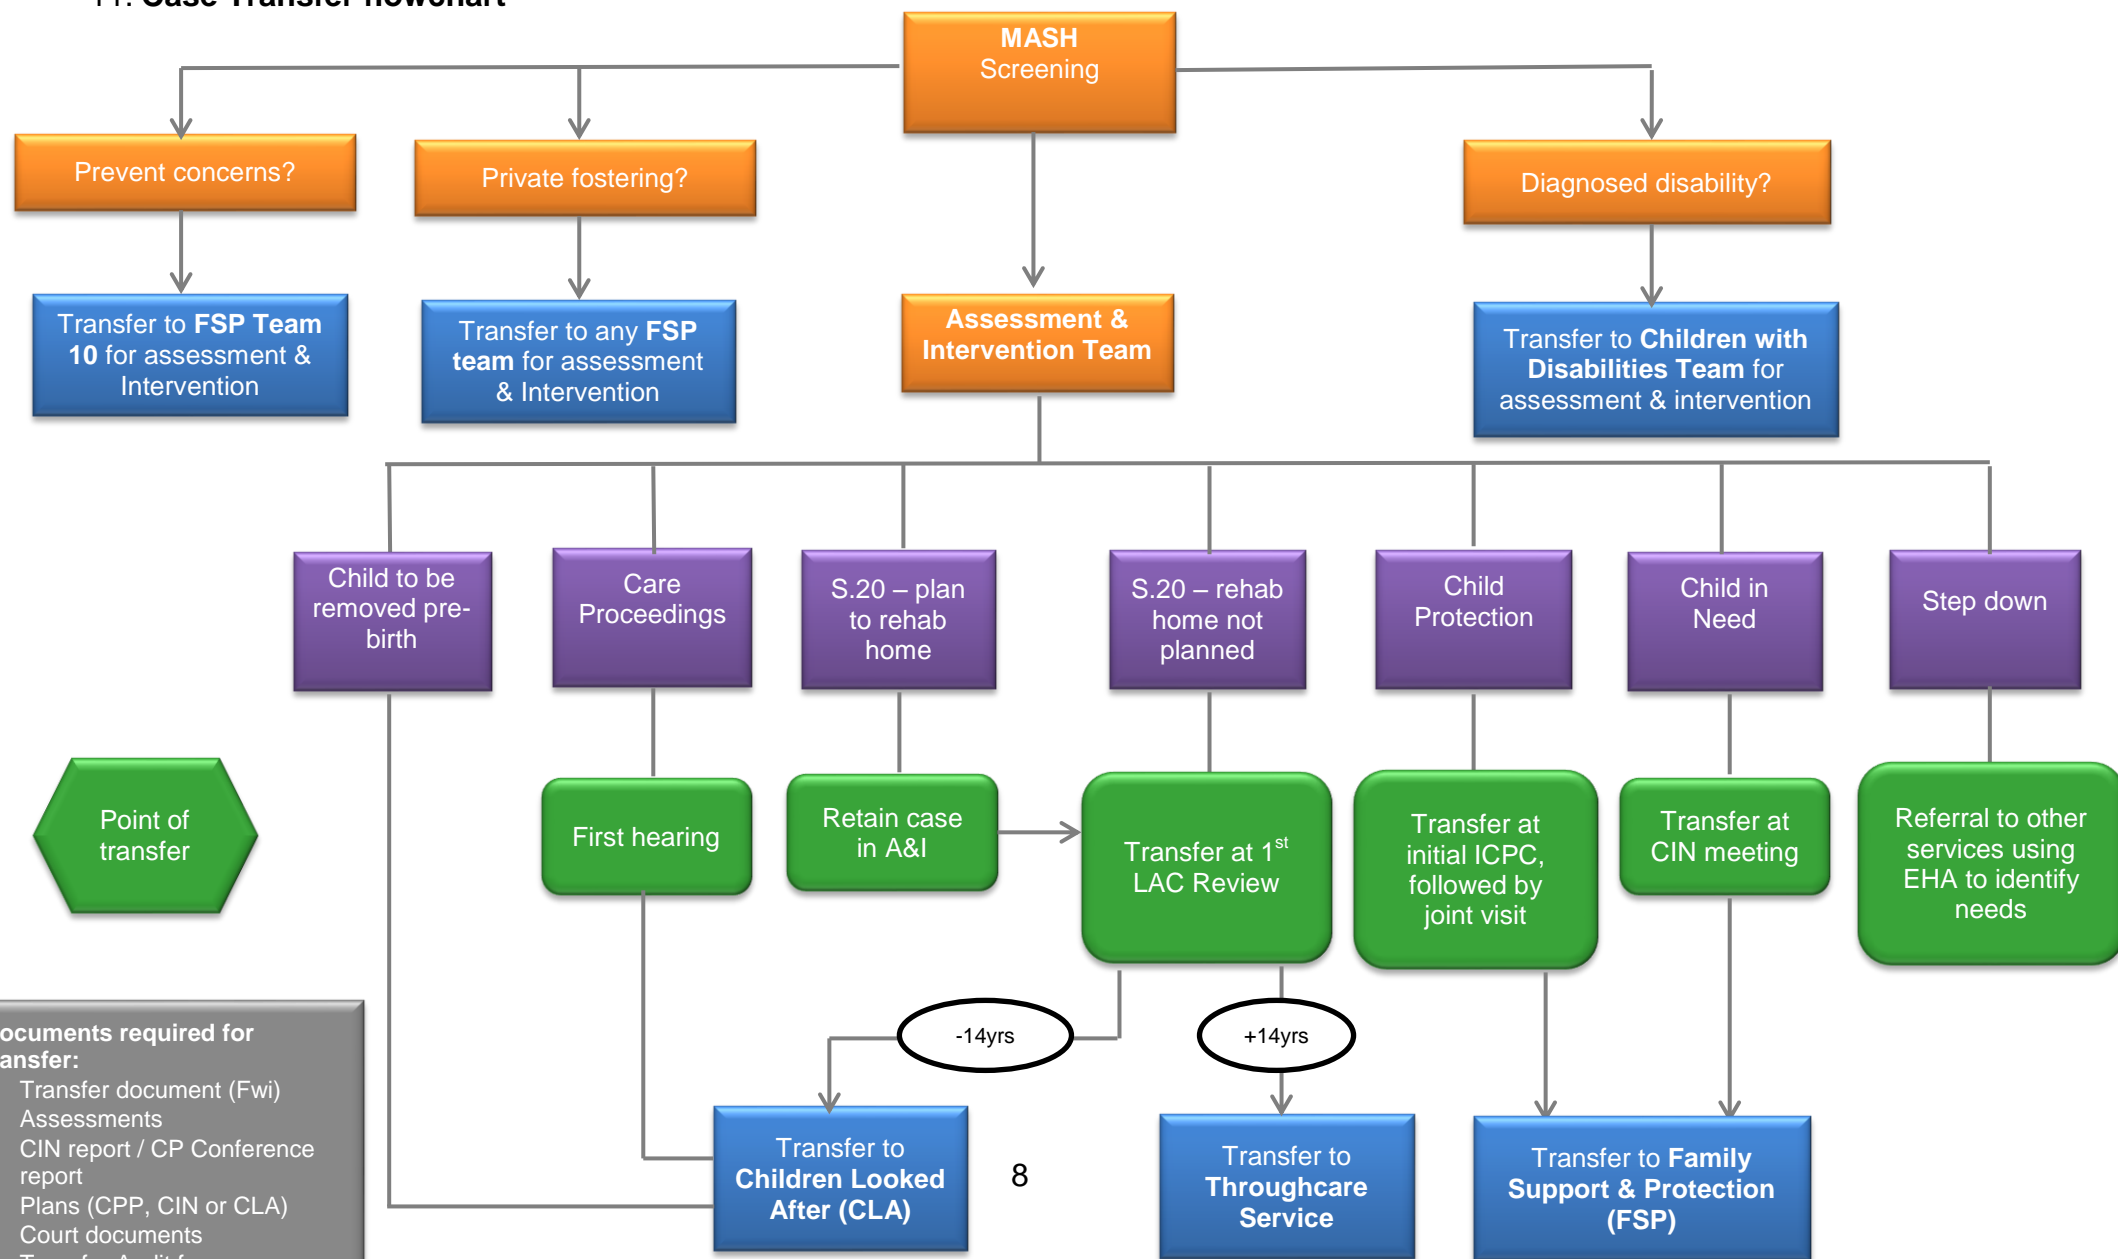 11. Case Transfer flowchart
MASH
Screening
Prevent concerns?
Private fostering?
Diagnosed disability?
Transfer to FSP Team
10 for assessment &
Intervention
Transfer to any FSP
team for assessment
& Intervention
Assessment &
Intervention Team
Transfer to Children with
Disabilities Team for
assessment & intervention
Child to be
removed pre-
birth
Care
Proceedings
S.20 – plan
to rehab
home
S.20 – rehab
home not
planned
Child
Protection
Child in
Need
Step down
Point of
transfer
First hearing
Retain case
in A&I
Transfer at 1st
LAC Review
Transfer at
initial ICPC,
followed by
joint visit
Transfer at
CIN meeting
Referral to other
services using
EHA to identify
needs
-14yrs
+14yrs
ocuments required for
ansfer:
Transfer document (Fwi)
Assessments
CIN report / CP Conference
report
Plans (CPP, CIN or CLA)
Court documents
Transfer to
Children Looked
After (CLA)
8
Transfer to
Throughcare
Service
Transfer to Family
Support & Protection
(FSP)